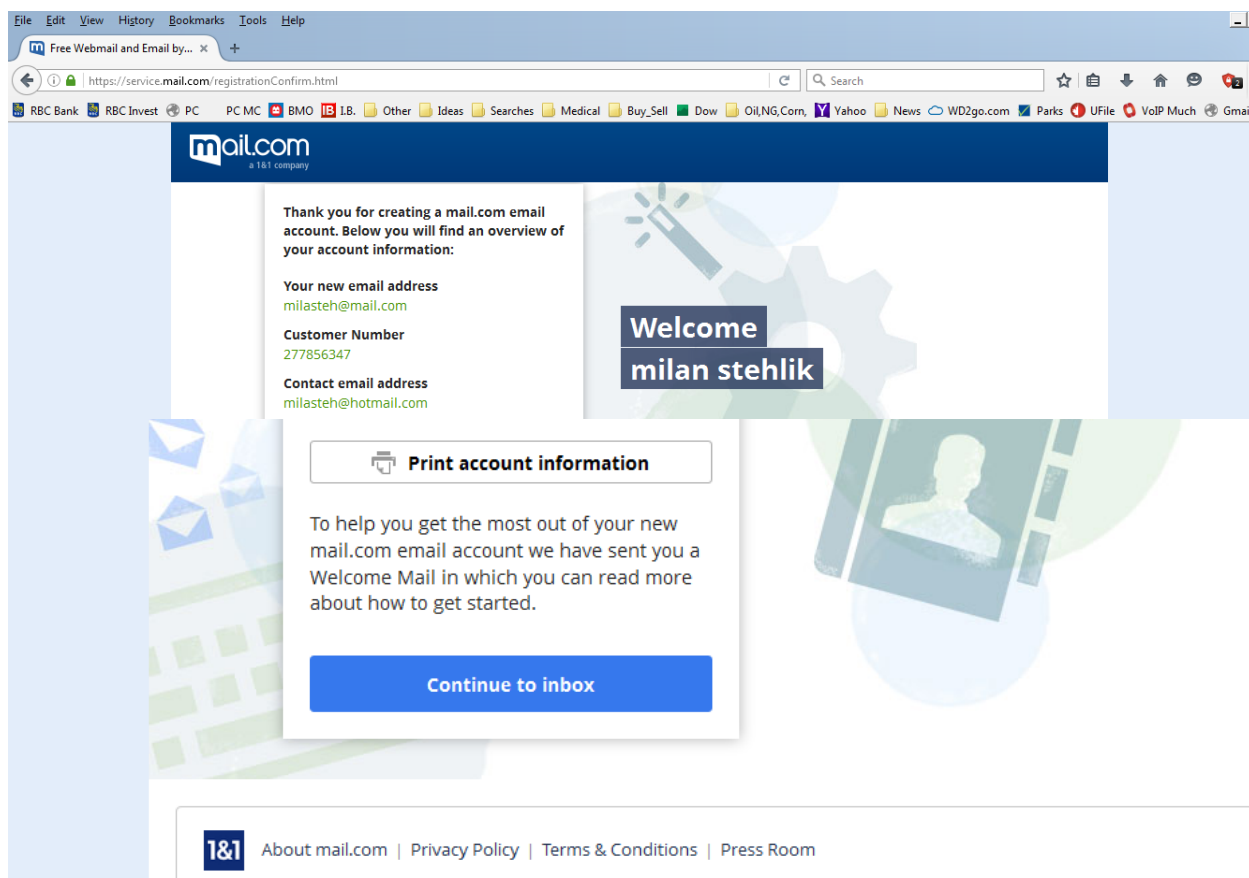 File Edit View History Bookmarks Tools Help
Free Webmail and Email by... × +
https://service.mail.com/registrationConfirm.html Search 2
RBC Bank RBC Invest PC PC MC BMO IB I.B. Other Ideas Searches Medical Buy_Sell Dow Oil,NG,Corn, Yahoo News WD2go.com Parks UFile VoIP Much Gmai
mail.com
a 1&1 company
Thank you for creating a mail.com email
account. Below you will find an overview of
your account information:
Your new email address
milasteh@mail.com
Customer Number
277856347
Contact email address
milasteh@hotmail.com
Welcome
milan stehlik
Print account information
To help you get the most out of your new
mail.com email account we have sent you a
Welcome Mail in which you can read more
about how to get started.
Continue to inbox
1&1 About mail.com | Privacy Policy | Terms & Conditions | Press Room